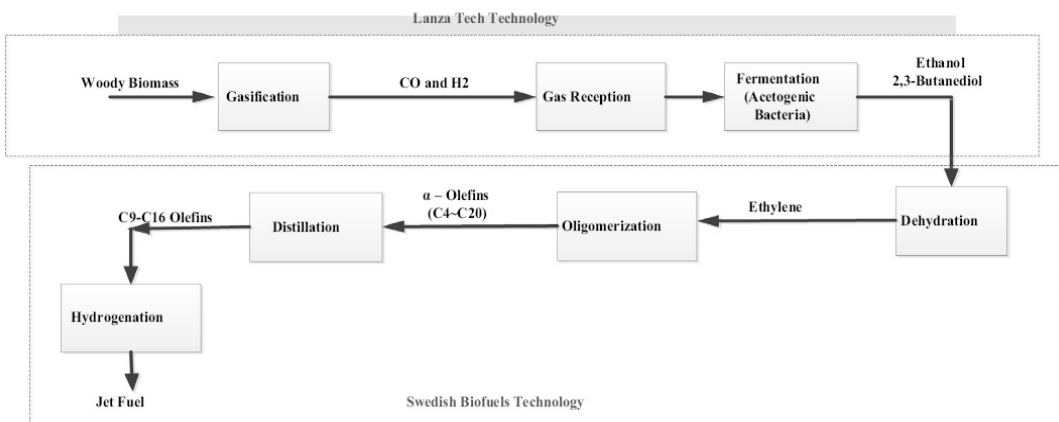 Lanza Tech Technology
Woody Biomass
Gasification
CO and H2
Gas Reception
Fermentation
(Acetogenic
Bacteria)
Ethanol
2,3-Butanediol
Dehydration
Ethylene
Oligomerization
α – Olefins
(C4~C20)
Distillation
C9-C16 Olefins
Hydrogenation
Jet Fuel
Swedish Biofuels Technology